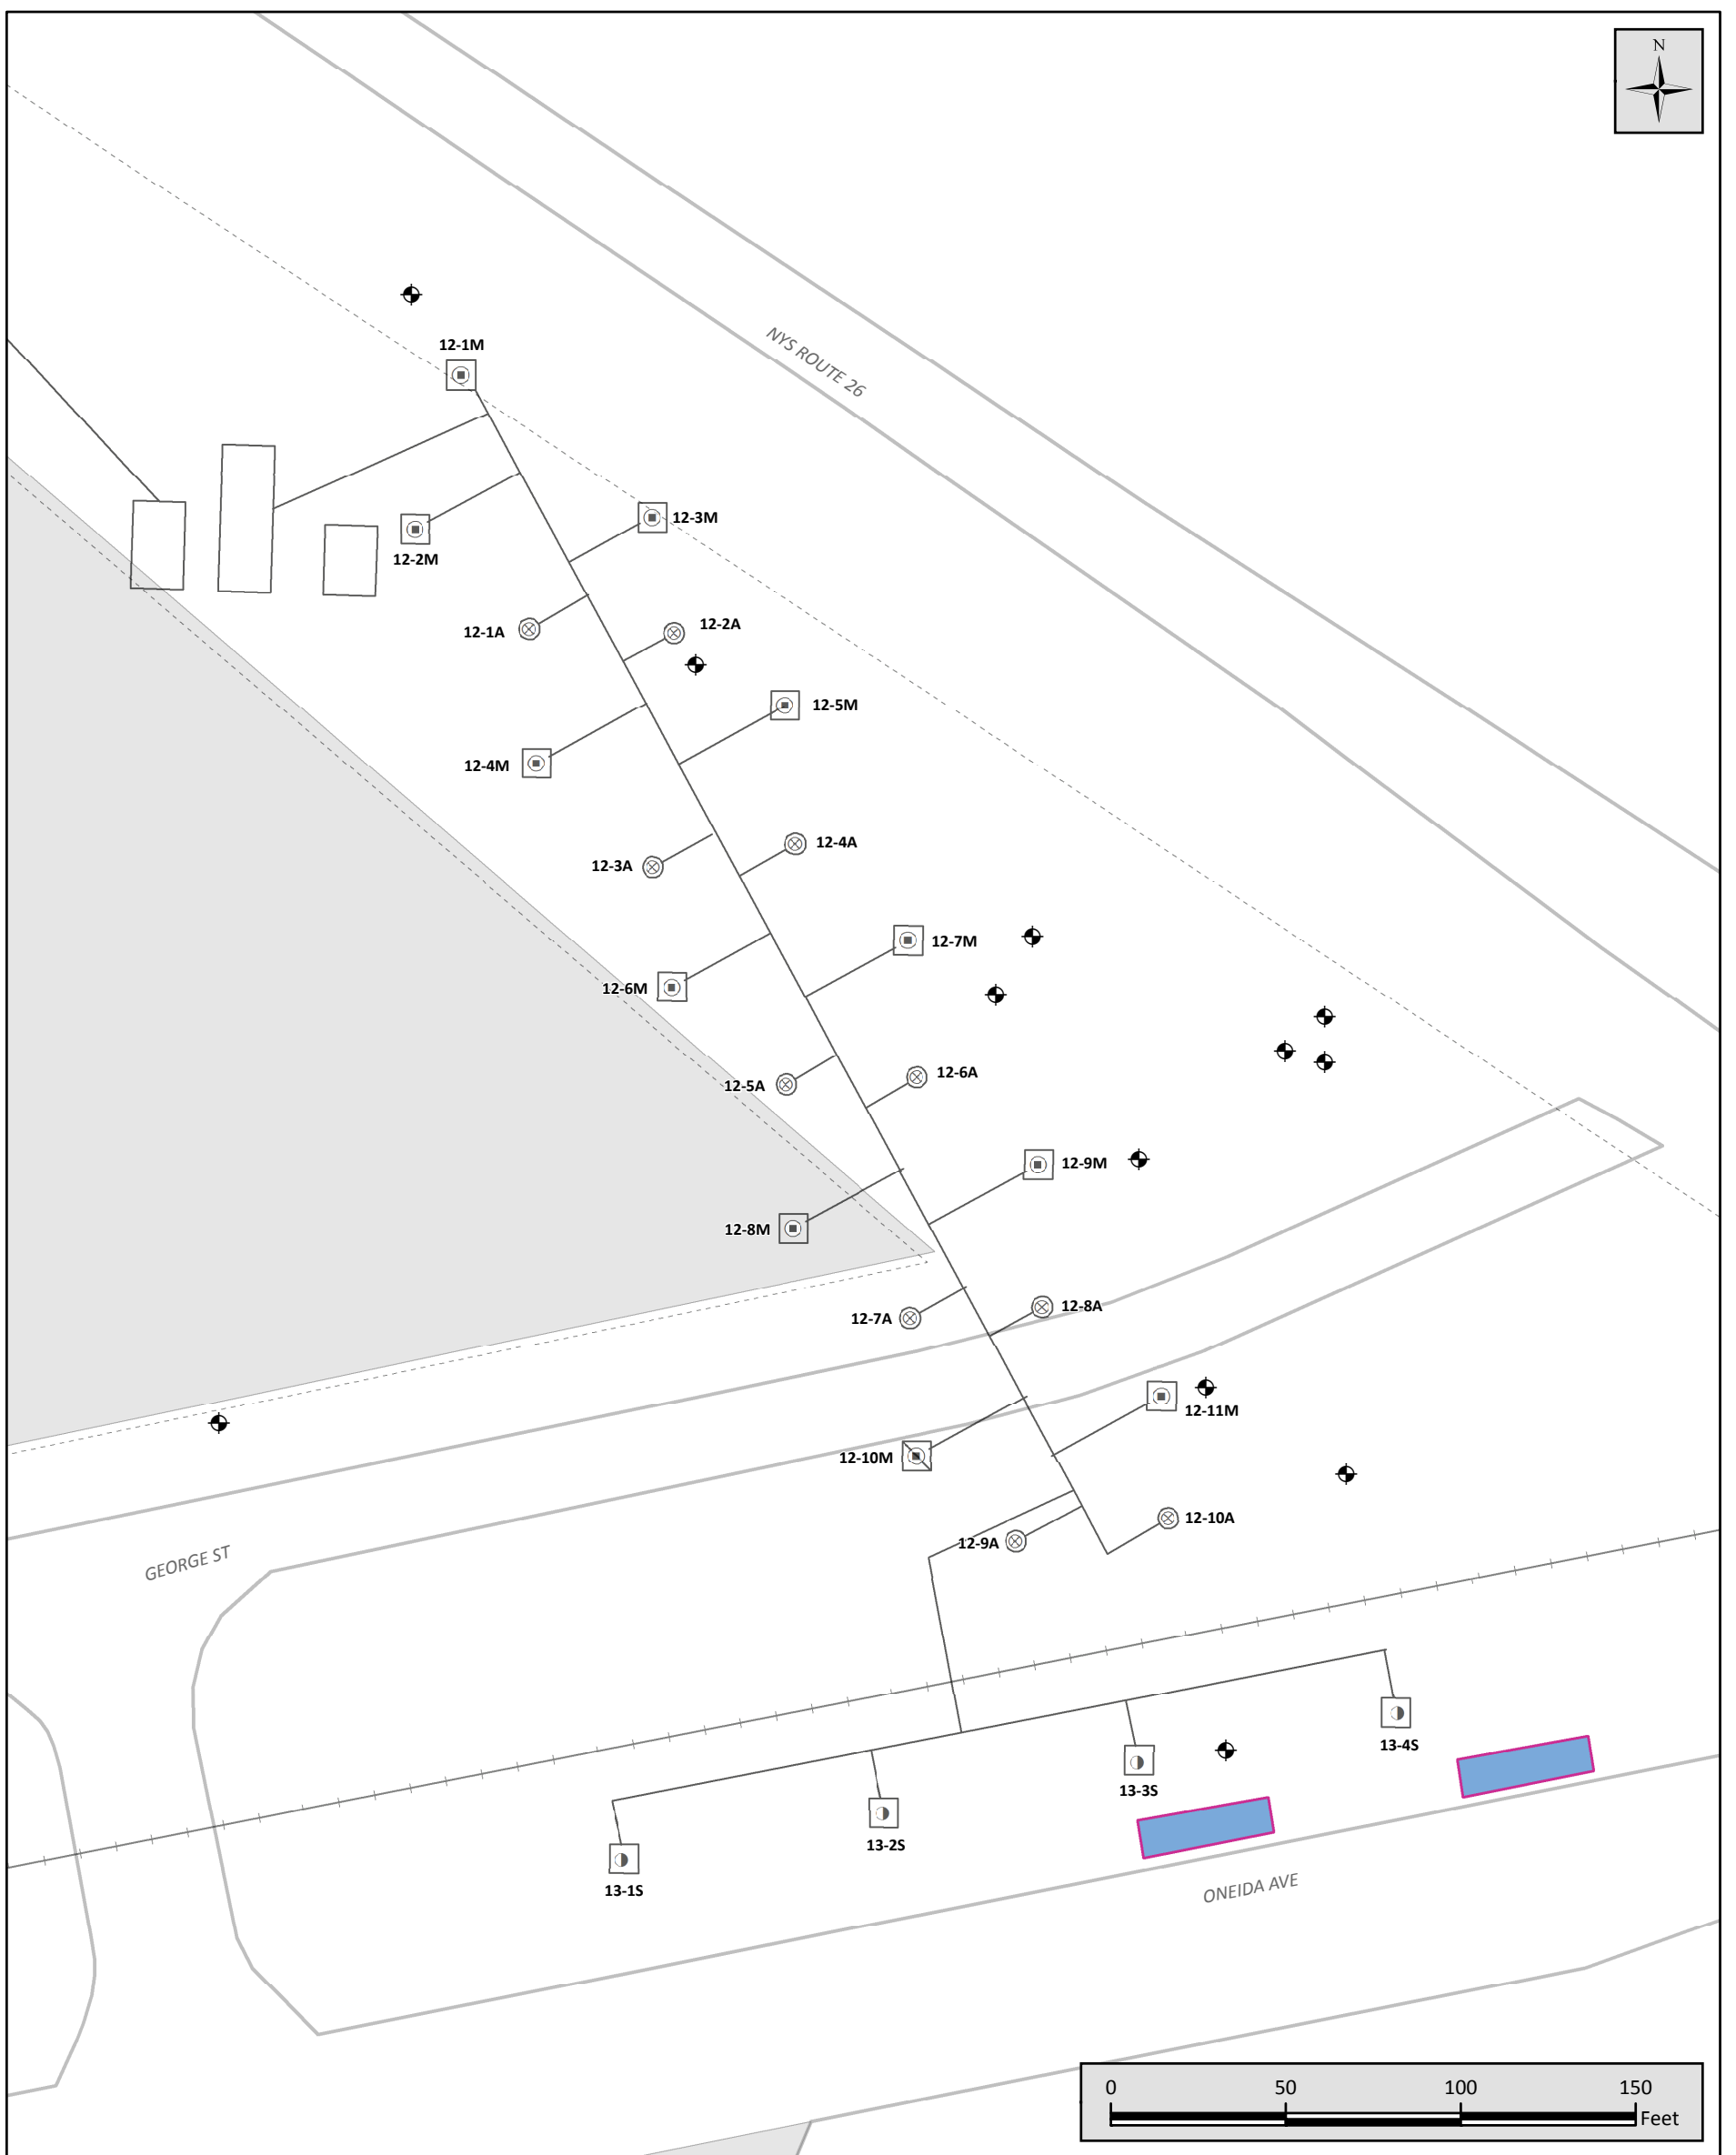 N
NYS ROUTE 26
12-1M
12-3M
12-2M
12-1A
12-2A
12-5M
12-4M
12-4A
12-3A
12-7M
12-6M
12-6A
12-5A
12-9M
12-8M
12-8A
12-7A
12-11M
12-10M
12-10A
12-9A
GEORGE ST
13-4S
13-3S
13-2S
13-1S
ONEIDA AVE
0 50 100 150
Feet